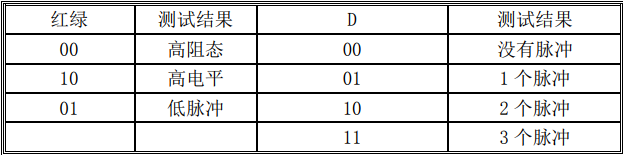 红绿 测试结果 D 测试结果
00 高阻态 00 没有脉冲
10 高电平 01 1 个脉冲
01 低脉冲 10 2 个脉冲
11 3 个脉冲